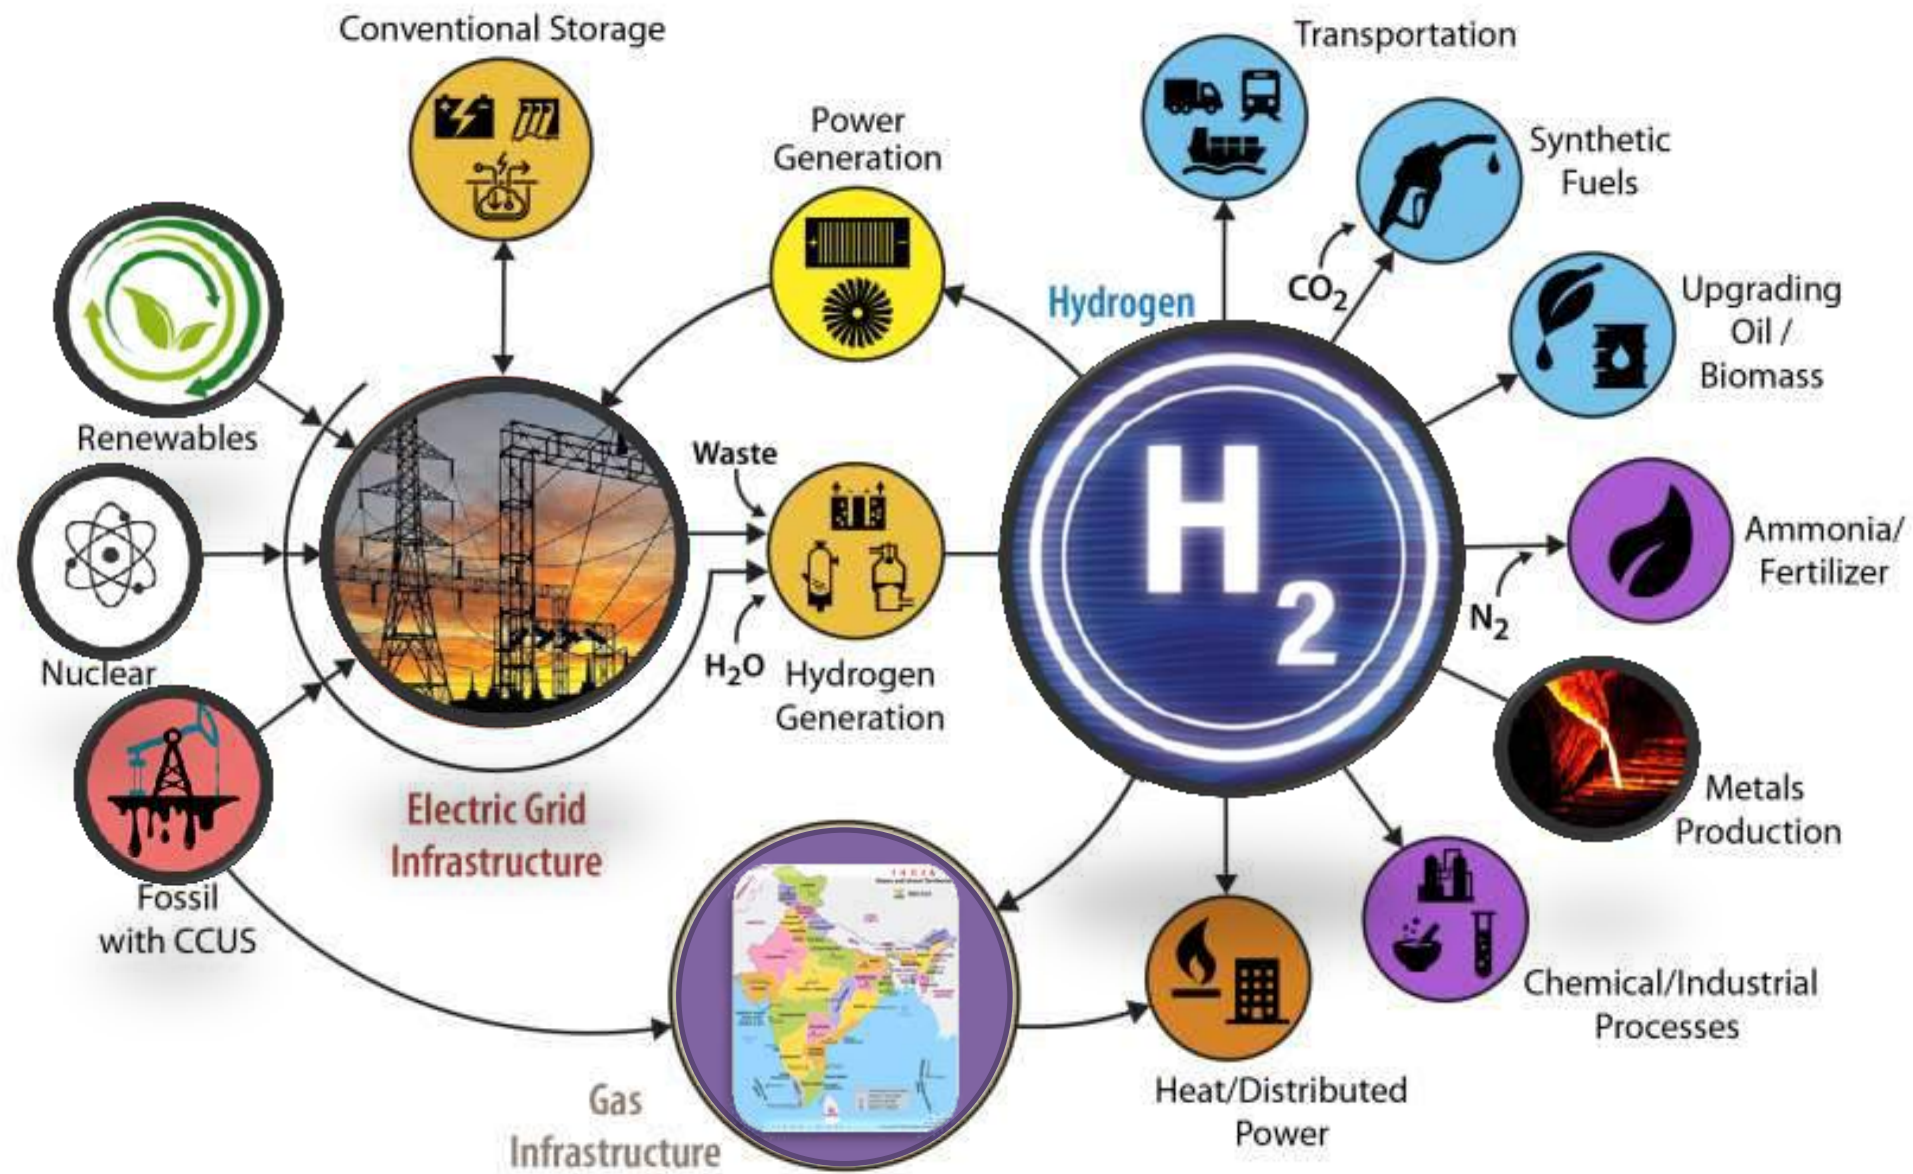 Conventional Storage
Transportation
Power
Generation
Synthetic
Fuels
CO₂
Hydrogen
Upgrading
Oil /
Biomass
Renewables
Waste
H₂
Ammonia/
Fertilizer
N₂
Nuclear
H₂O
Hydrogen
Generation
Metals
Production
Electric Grid
Infrastructure
Fossil
with CCUS
Chemical/Industrial
Processes
Gas
Infrastructure
Heat/Distributed
Power
INDIA